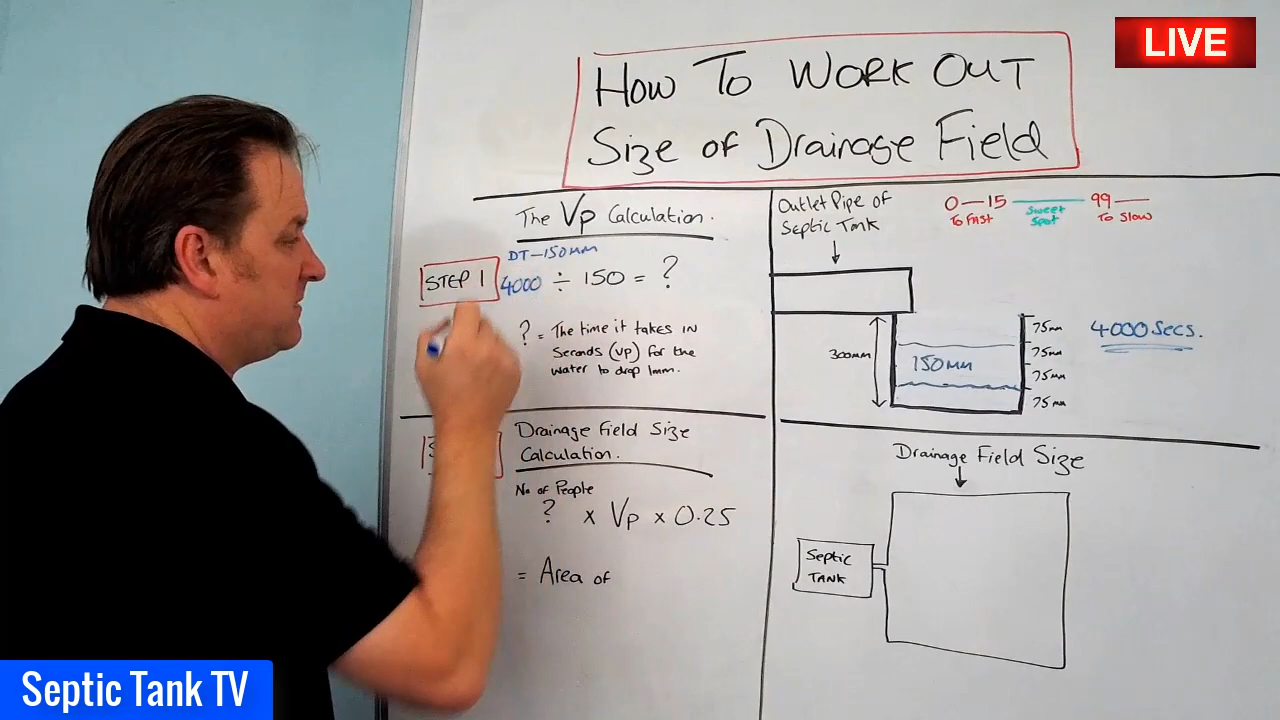 LIVE
How To WORK OUT
Size of Drainage Field
The Vp Calculation.
DT-150mm
STEP 1
4000 ÷ 150 = ?
? = The time it takes in
Seconds (vp) for the
water to drop 1mm.
Drainage Field Size
Calculation.
No of People
? x Vp x 0.25
= Area of
Outlet Pipe of
Septic Tank
0-15
To Fast
Sweet
Spot
99-
To Slow
300mm
150mm
75mm
75mm
75mm
75mm
4000 Secs.
Drainage Field Size
Septic
TANK
Septic Tank TV